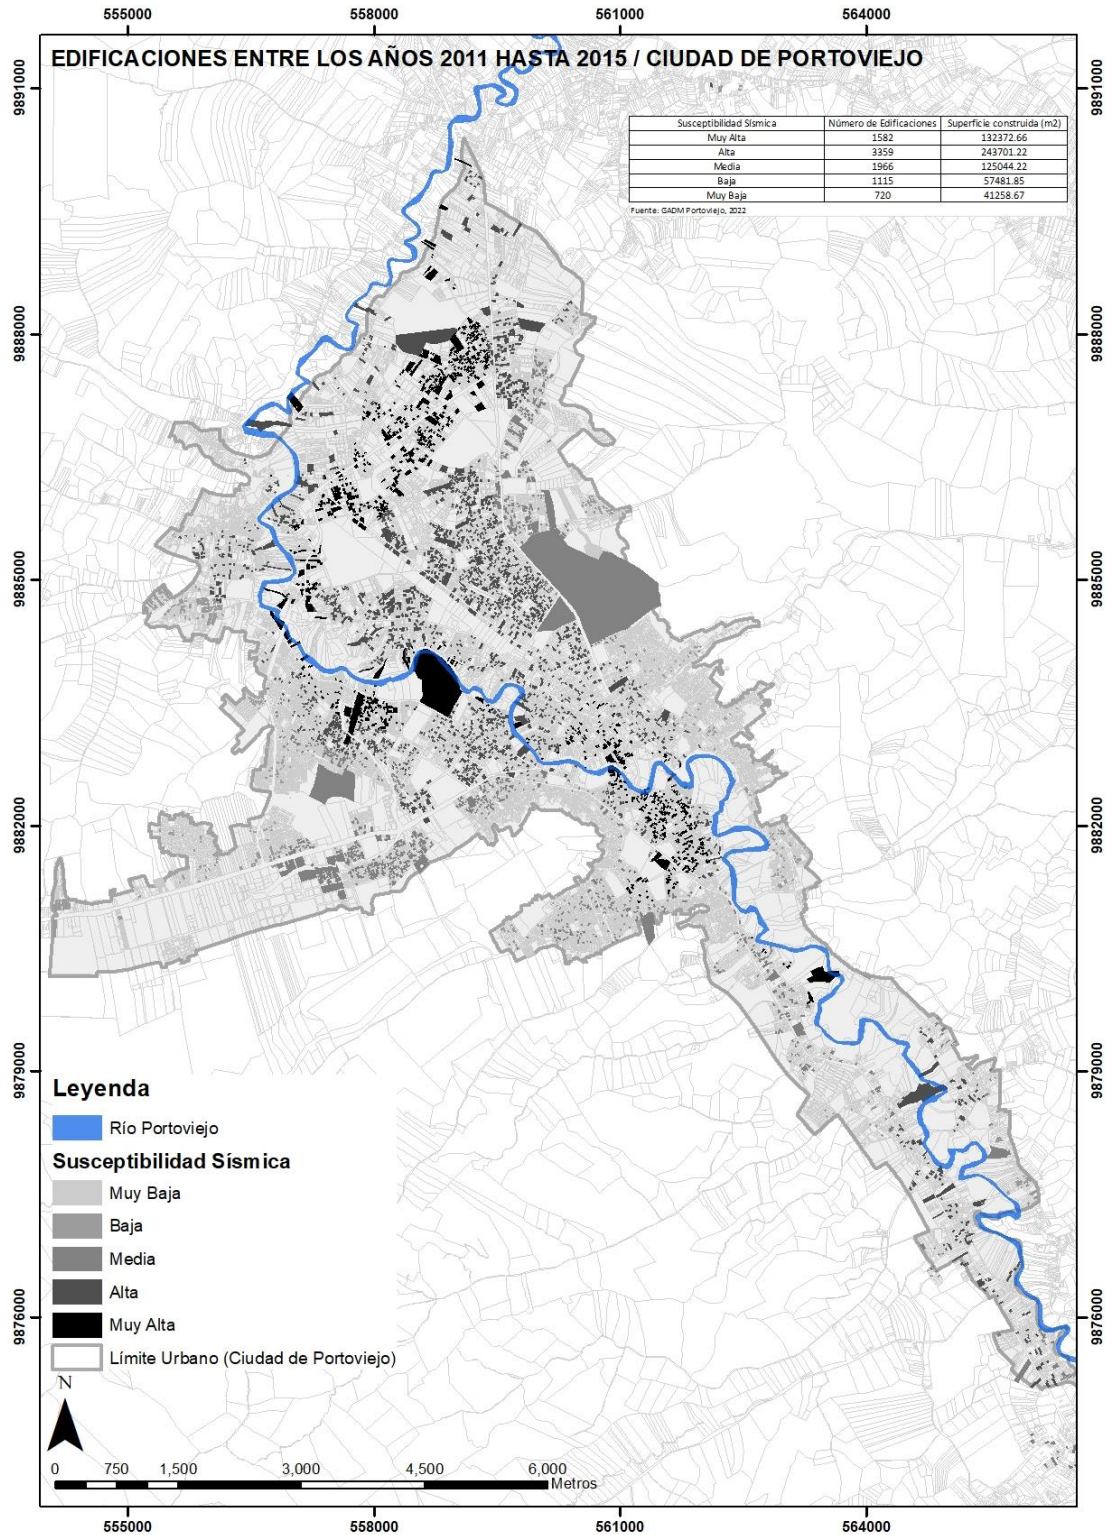 555000 558000 561000 564000
EDIFICACIONES ENTRE LOS AÑOS 2011 HASTA 2015 / CIUDAD DE PORTOVIEJO
9891000 9891000
Susceptibilidad Sísmica Número de Edificaciones Superficie construida (m2)
Muy Alta 1582 132372.66
Alta 3359 243701.22
Media 1966 125044.22
Baja 1115 57481.85
Muy Baja 720 41258.67
Fuente: GADM Portoviejo, 2022
9888000 9888000
9885000 9885000
9882000 9882000
9879000 9879000
Leyenda
Río Portoviejo
Susceptibilidad Sísmica
Muy Baja
Baja
Media
Alta
9876000 9876000
Muy Alta
Límite Urbano (Ciudad de Portoviejo)
N
0 750 1,500 3,000 4,500 6,000
Metros
555000 558000 561000 564000